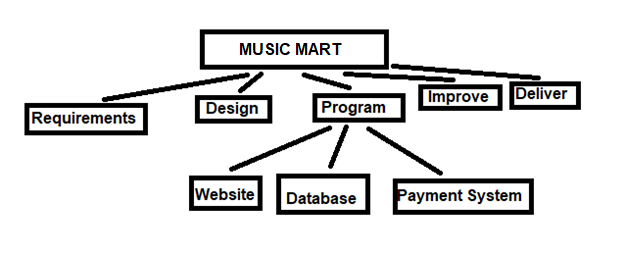 MUSIC MART
Requirements
Design
Program
Improve
Deliver
Website
Database
Payment System